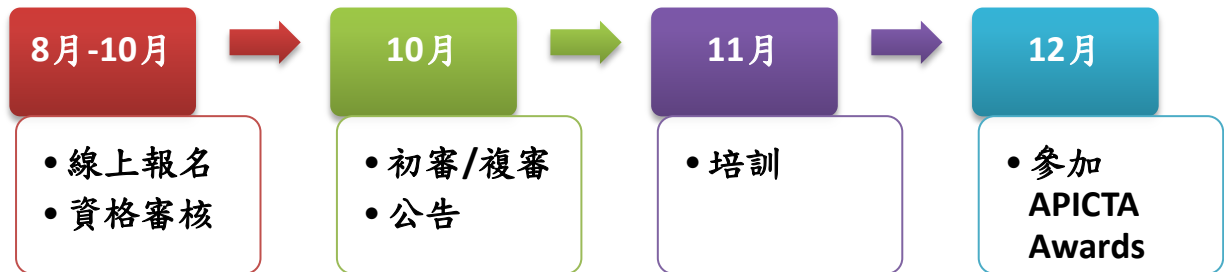 8月-10月
• 線上報名
• 資格審核
10月
• 初審/複審
• 公告
11月
• 培訓
12月
• 參加
APICTA
Awards